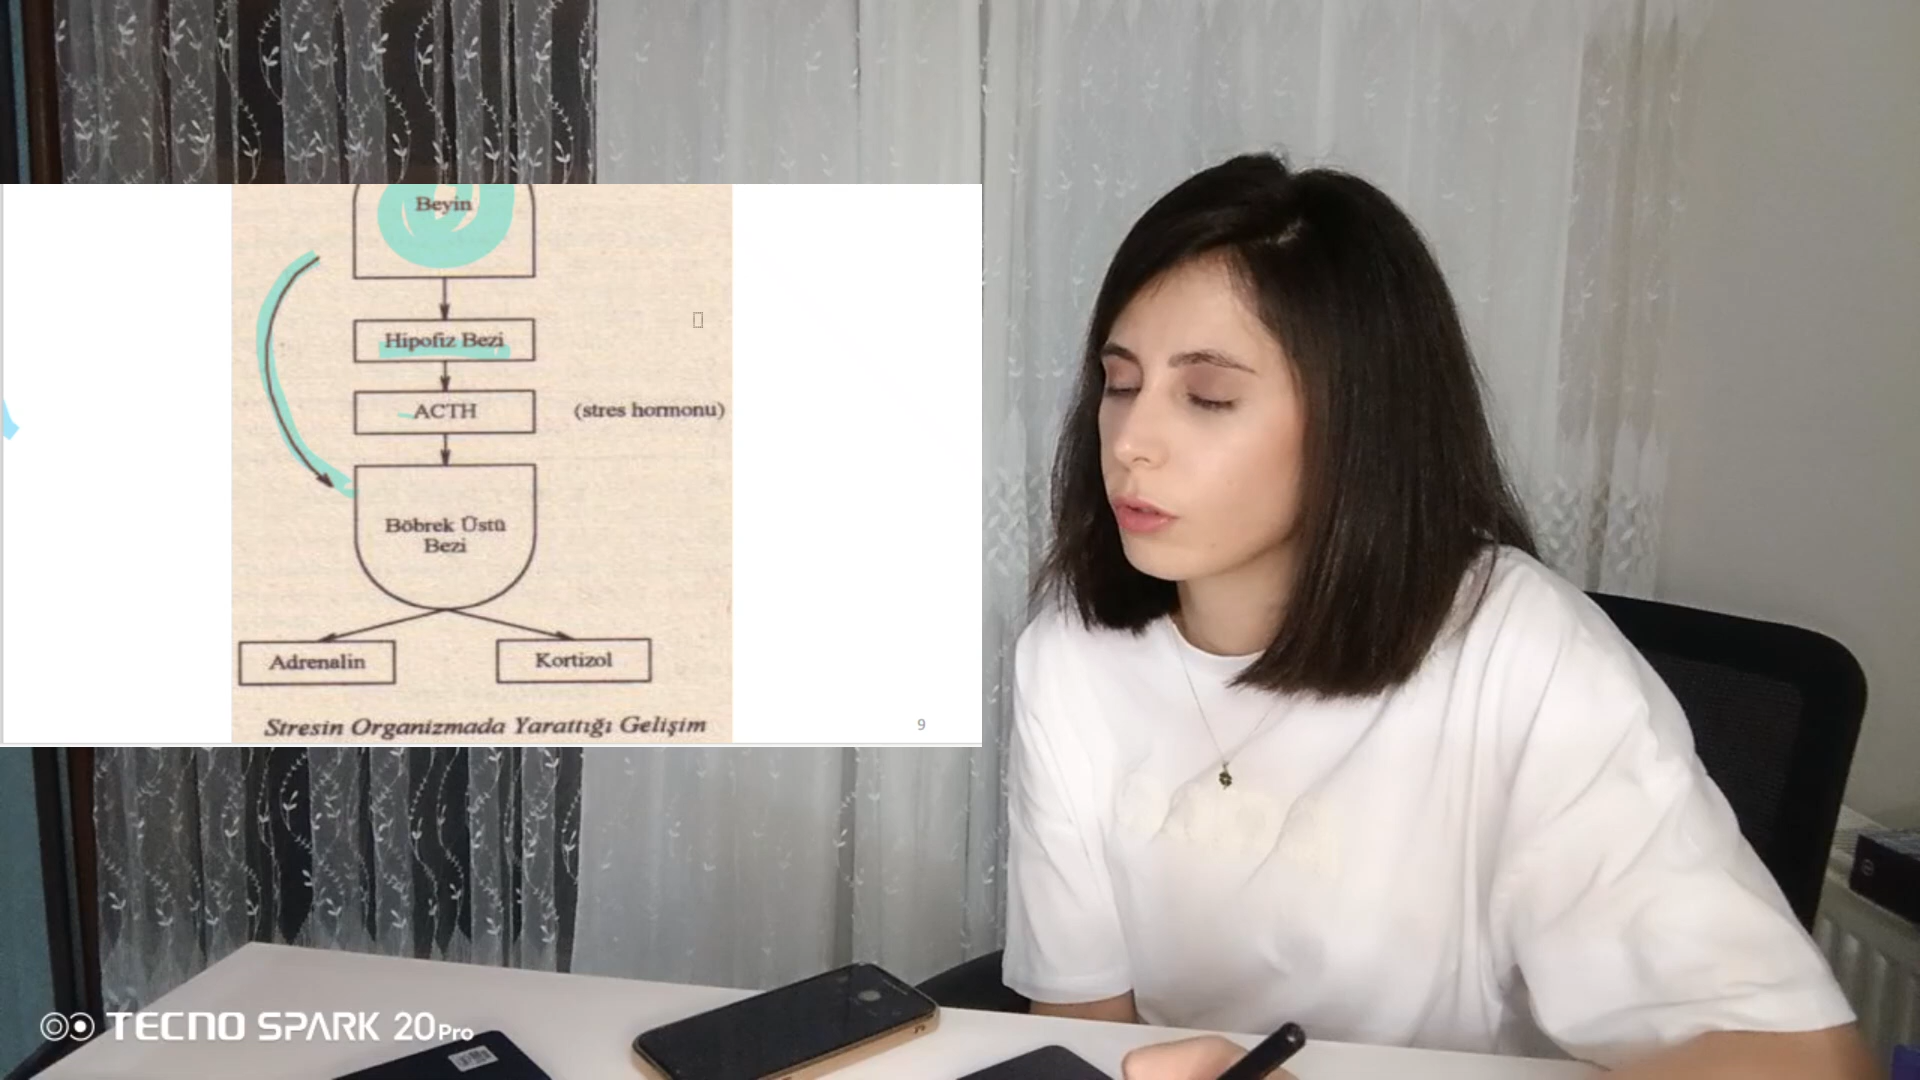 Beyin
Hipofiz Bezi
ACTH
(stres hormonu)
Böbrek Üstü
Bezi
Adrenalin
Kortizol
Stresin Organizmada Yarattığı Gelişim
9
TECNO SPARK 20Pro